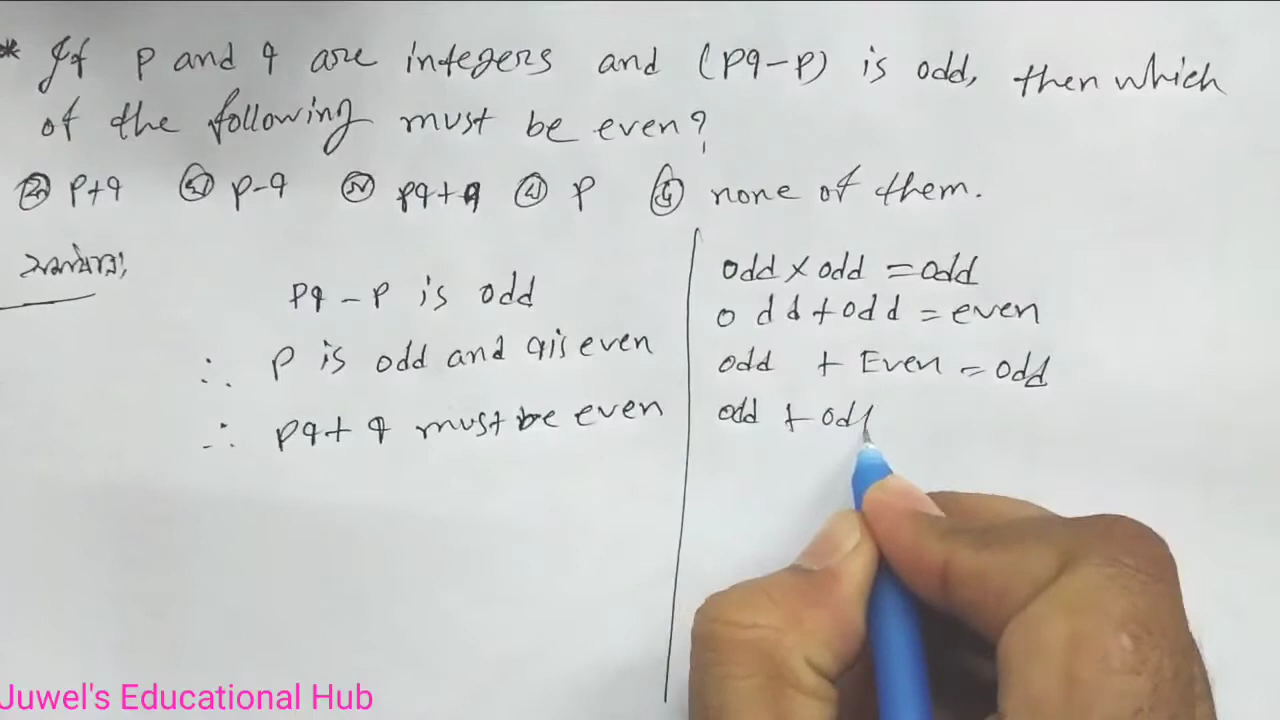 * If p and q are integers and (pq-p) is odd, then which
of the following must be even?
(ক) p+q (খ) p-q (গ) pq+q (ঘ) p (ঙ) none of them.
সমাধান,
pq - p is odd
∴ p is odd and q is even
∴ pq + q must be even
odd × odd = odd
odd + odd = even
odd + Even = odd
odd + odd
Juwel's Educational Hub